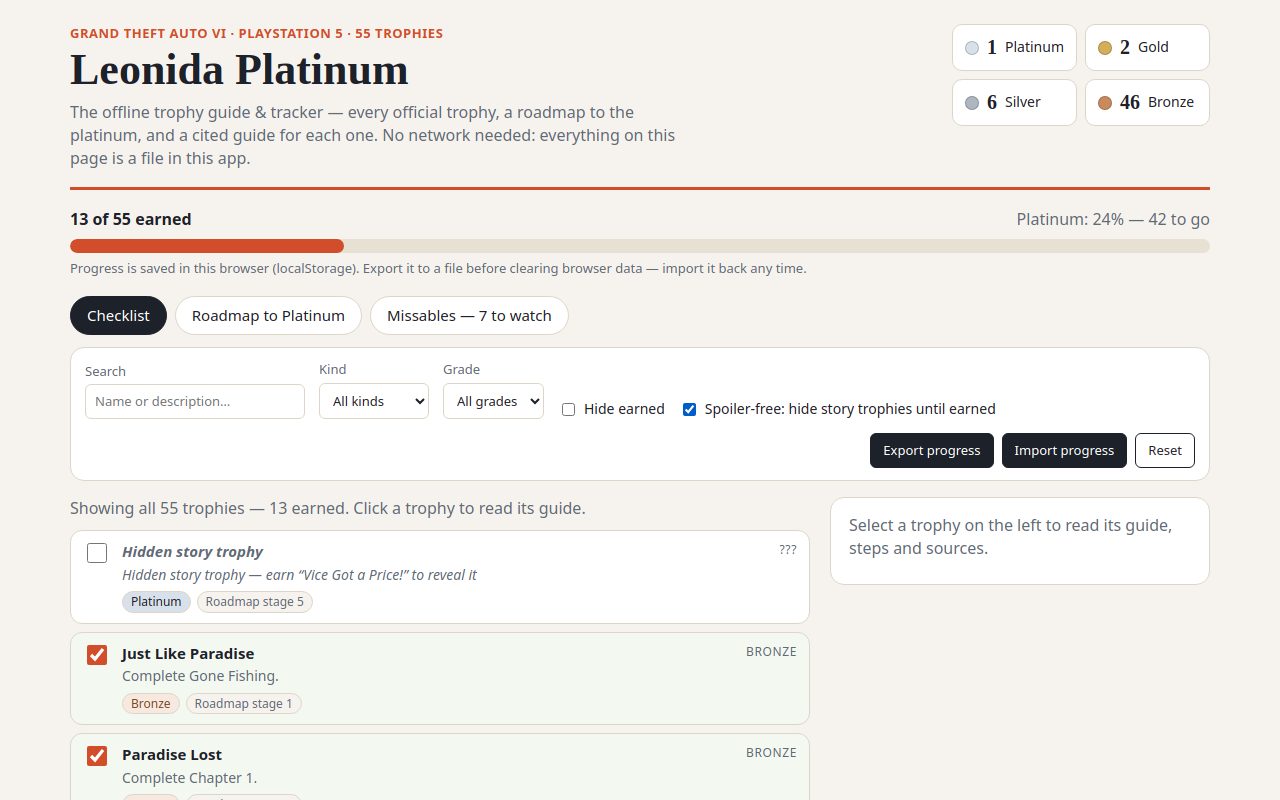 GRAND THEFT AUTO VI · PLAYSTATION 5 · 55 TROPHIES
Leonida Platinum
The offline trophy guide & tracker — every official trophy, a roadmap to the
platinum, and a cited guide for each one. No network needed: everything on this
page is a file in this app.
1 Platinum
2 Gold
6 Silver
46 Bronze
13 of 55 earned
Platinum: 24% — 42 to go
Progress is saved in this browser (localStorage). Export it to a file before clearing browser data — import it back any time.
Checklist
Roadmap to Platinum
Missables — 7 to watch
Search
Kind
Grade
Name or description...
All kinds
All grades
Hide earned
Spoiler-free: hide story trophies until earned
Export progress
Import progress
Reset
Showing all 55 trophies — 13 earned. Click a trophy to read its guide.
Hidden story trophy
???
Hidden story trophy — earn “Vice Got a Price!” to reveal it
Platinum
Roadmap stage 5
Just Like Paradise
BRONZE
Complete Gone Fishing.
Bronze
Roadmap stage 1
Paradise Lost
BRONZE
Complete Chapter 1.
Select a trophy on the left to read its guide,
steps and sources.